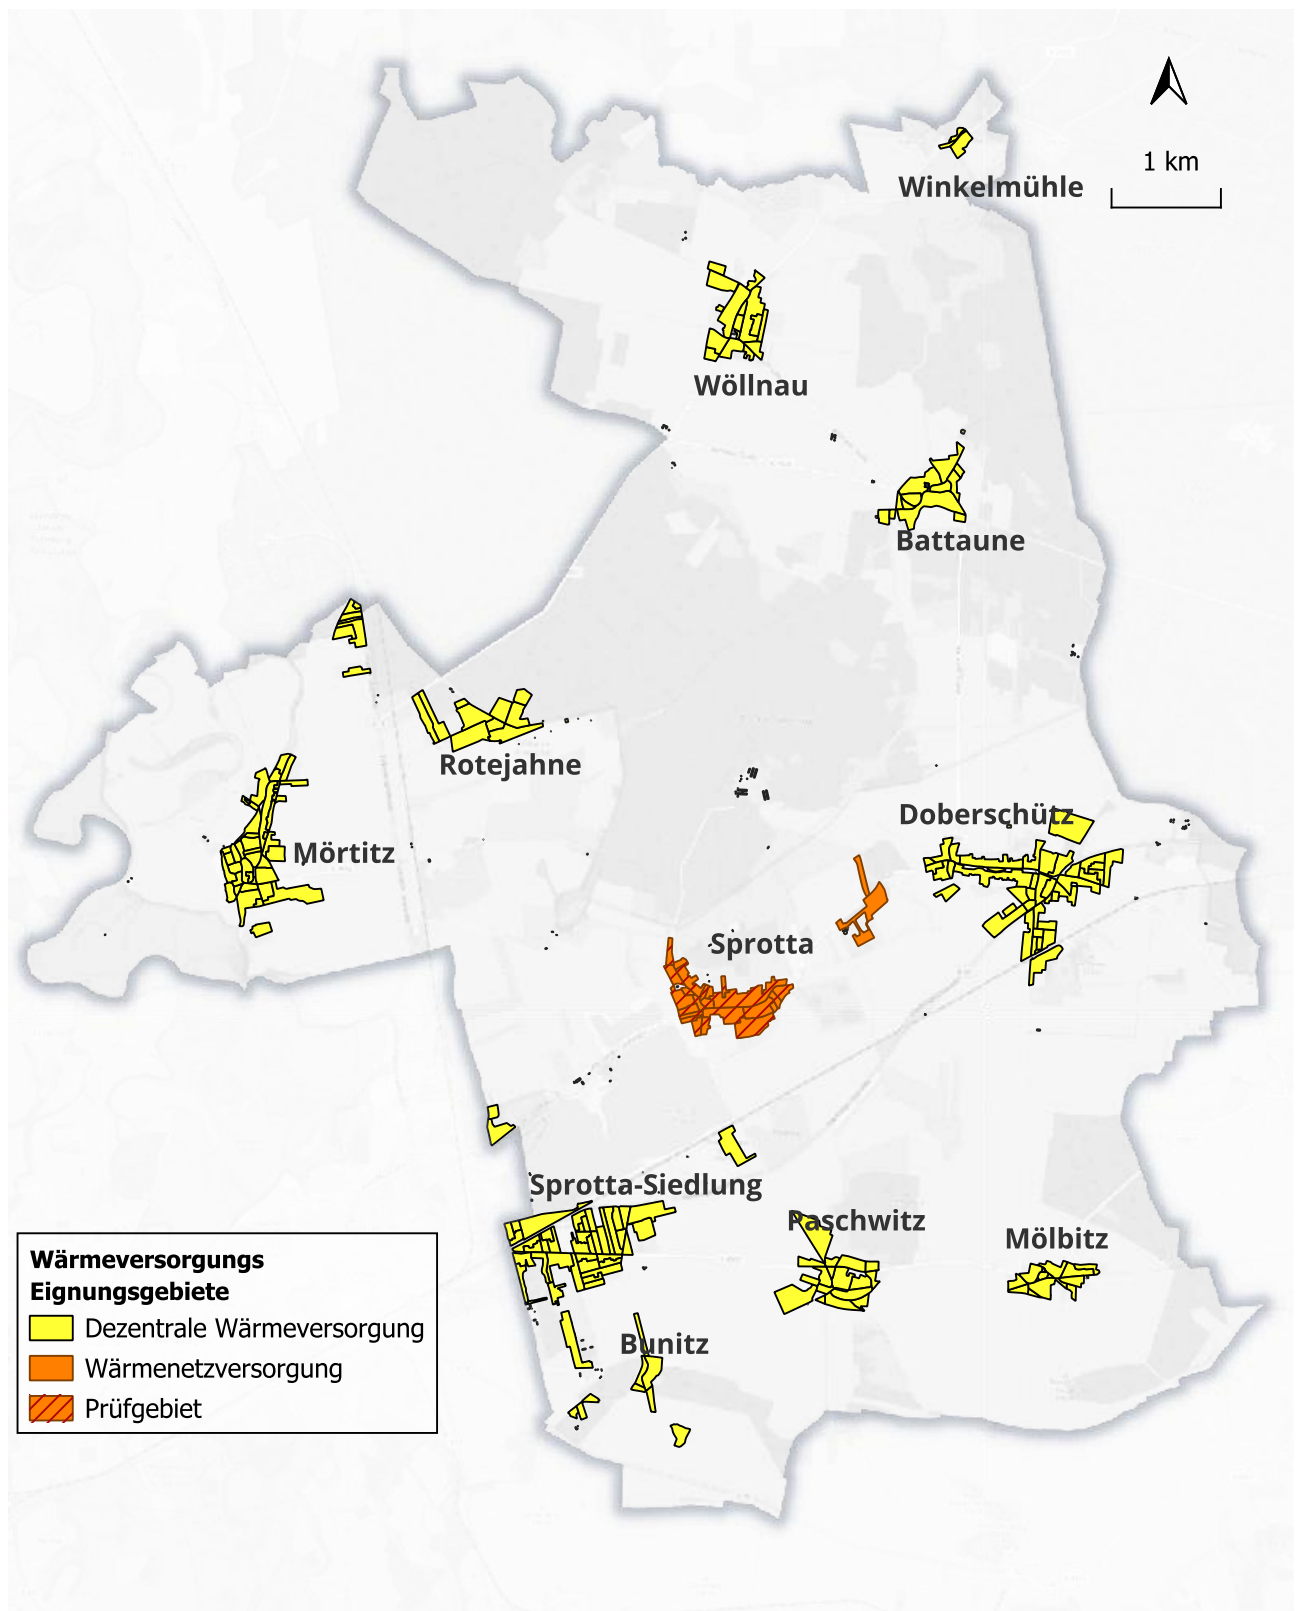 1 km
Winkelmühle
Wöllnau
Battaune
Rotejahne
Doberschütz
Mörtitz
Sprotta
Sprotta-Siedlung
Paschwitz
Mölbitz
Bunitz
Wärmeversorgungs
Eignungsgebiete
Dezentrale Wärmeversorgung
Wärmenetzversorgung
Prüfgebiet